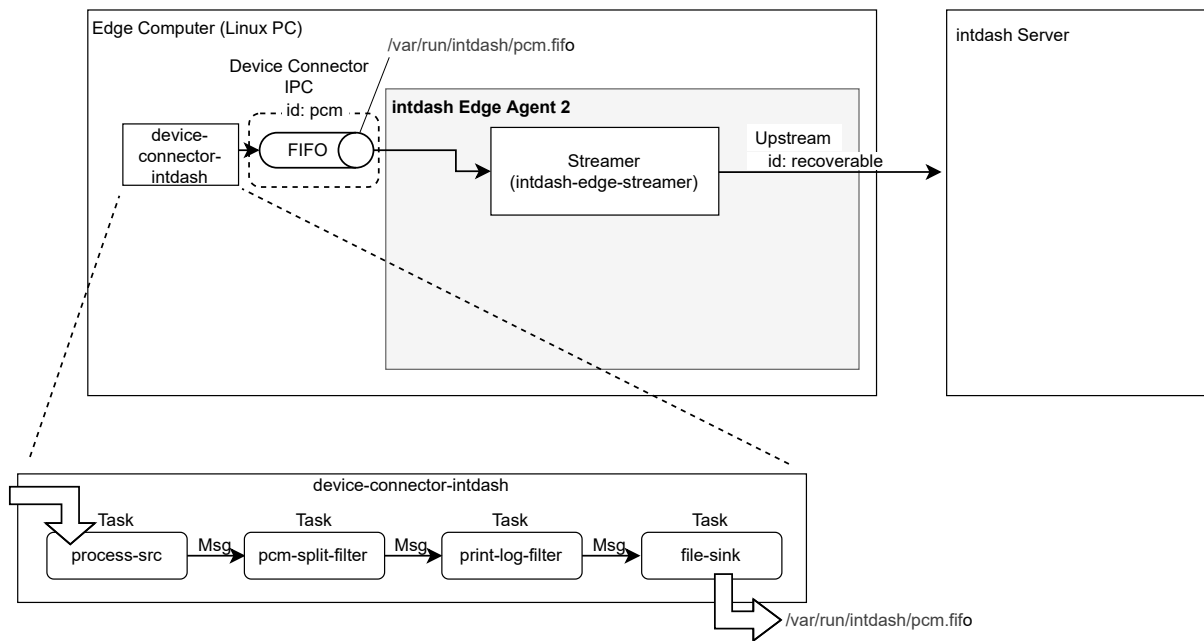 Edge Computer (Linux PC)
/var/run/intdash/pcm.fifo
intdash Server
Device Connector
IPC
id: pcm
intdash Edge Agent 2
device-
connector-
intdash
FIFO
Streamer
(intdash-edge-streamer)
Upstream
id: recoverable
device-connector-intdash
Task
Task
Task
Task
process-src
Msg
pcm-split-filter
Msg
print-log-filter
Msg
file-sink
/var/run/intdash/pcm.fifo